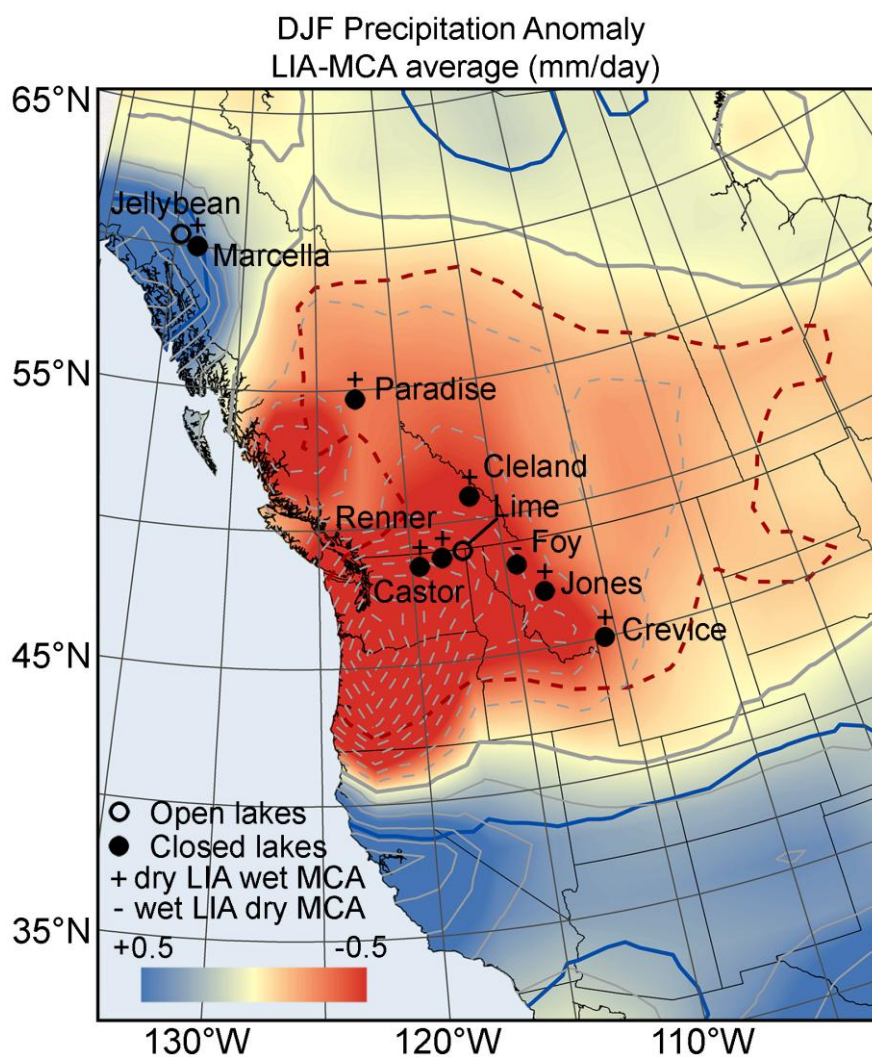 DJF Precipitation Anomaly
LIA-MCA average (mm/day)
65°N
Jellybean
+
Marcella
55°N
+
Paradise
+
Cleland
Lime
Renner
+
+
-
Foy
+
Castor
Jones
+
Crevice
45°N
Open lakes
Closed lakes
+ dry LIA wet MCA
- wet LIA dry MCA
35°N
+0.5
-0.5
130°W
120°W
110°W